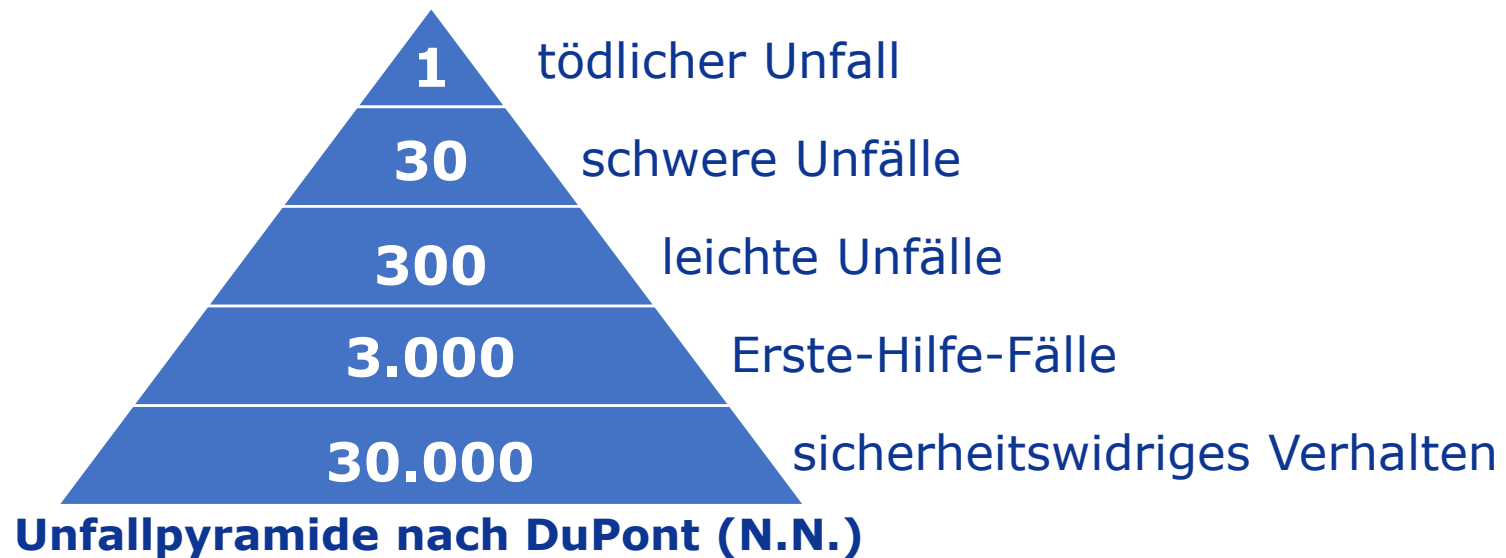 1 tödlicher Unfall
30 schwere Unfälle
300 leichte Unfälle
3.000 Erste-Hilfe-Fälle
30.000 sicherheitswidriges Verhalten
Unfallpyramide nach DuPont (N.N.)